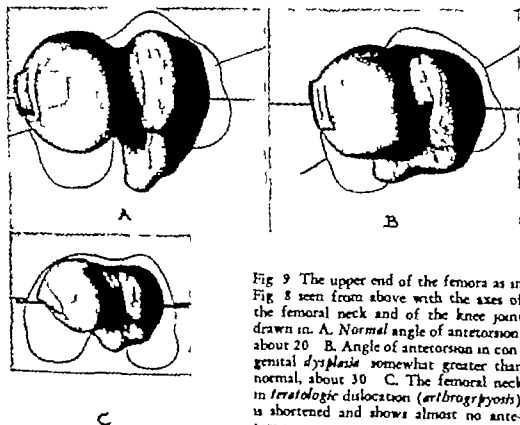 A
B
C
Fig 9 The upper end of the femora as in
Fig 8 seen from above with the axes of
the femoral neck and of the knee joint
drawn in. A. Normal angle of antetorsion
about 20 B. Angle of antetorsion in con
genital dysplasia somewhat greater than
normal, about 30 C. The femoral neck
in teratologic dislocation (arthrogrpyosis)
is shortened and shows almost no ante-